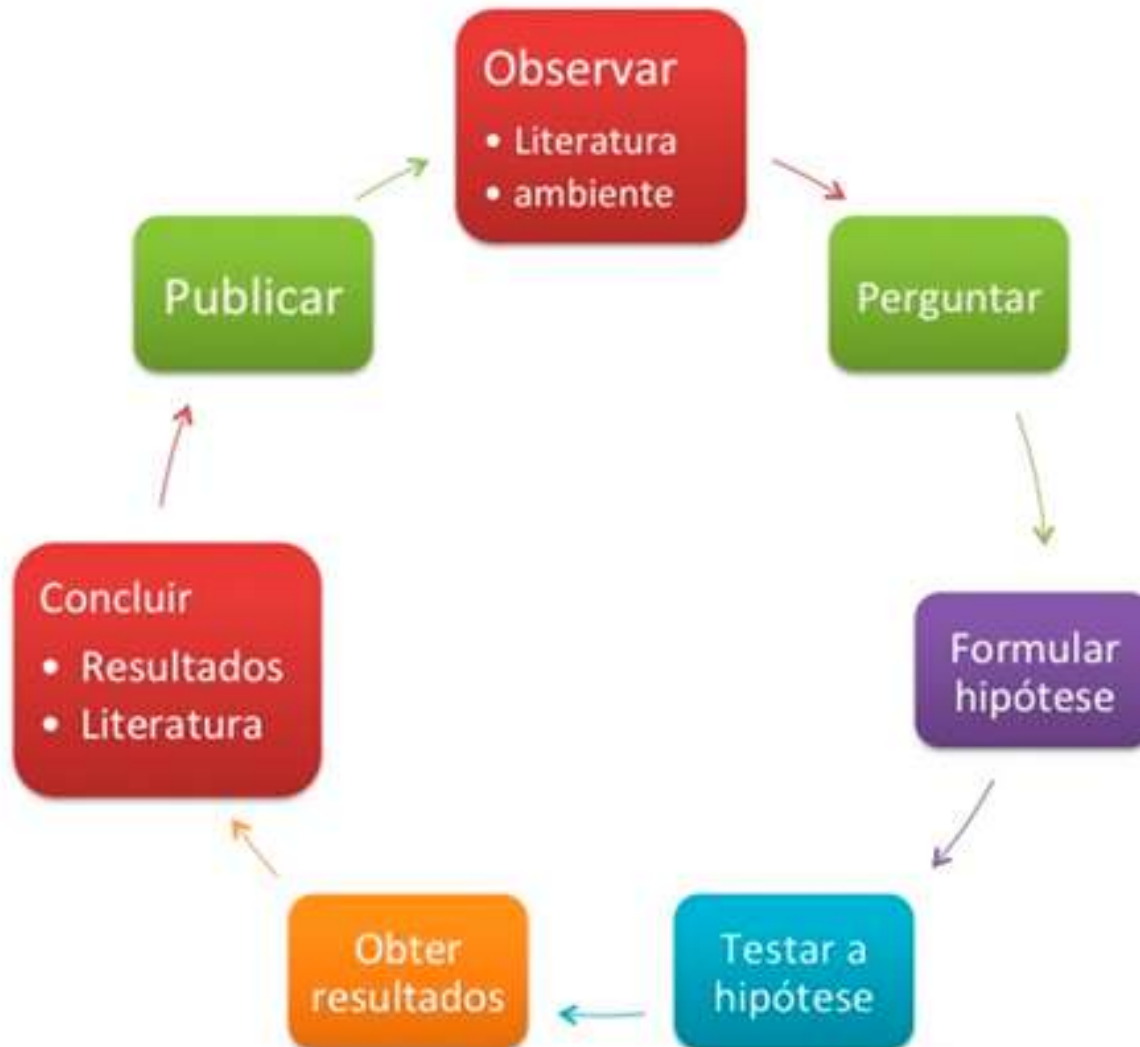 Observar
• Literatura
• ambiente
Perguntar
Formular
hipótese
Testar a
hipótese
Obter
resultados
Concluir
• Resultados
• Literatura
Publicar